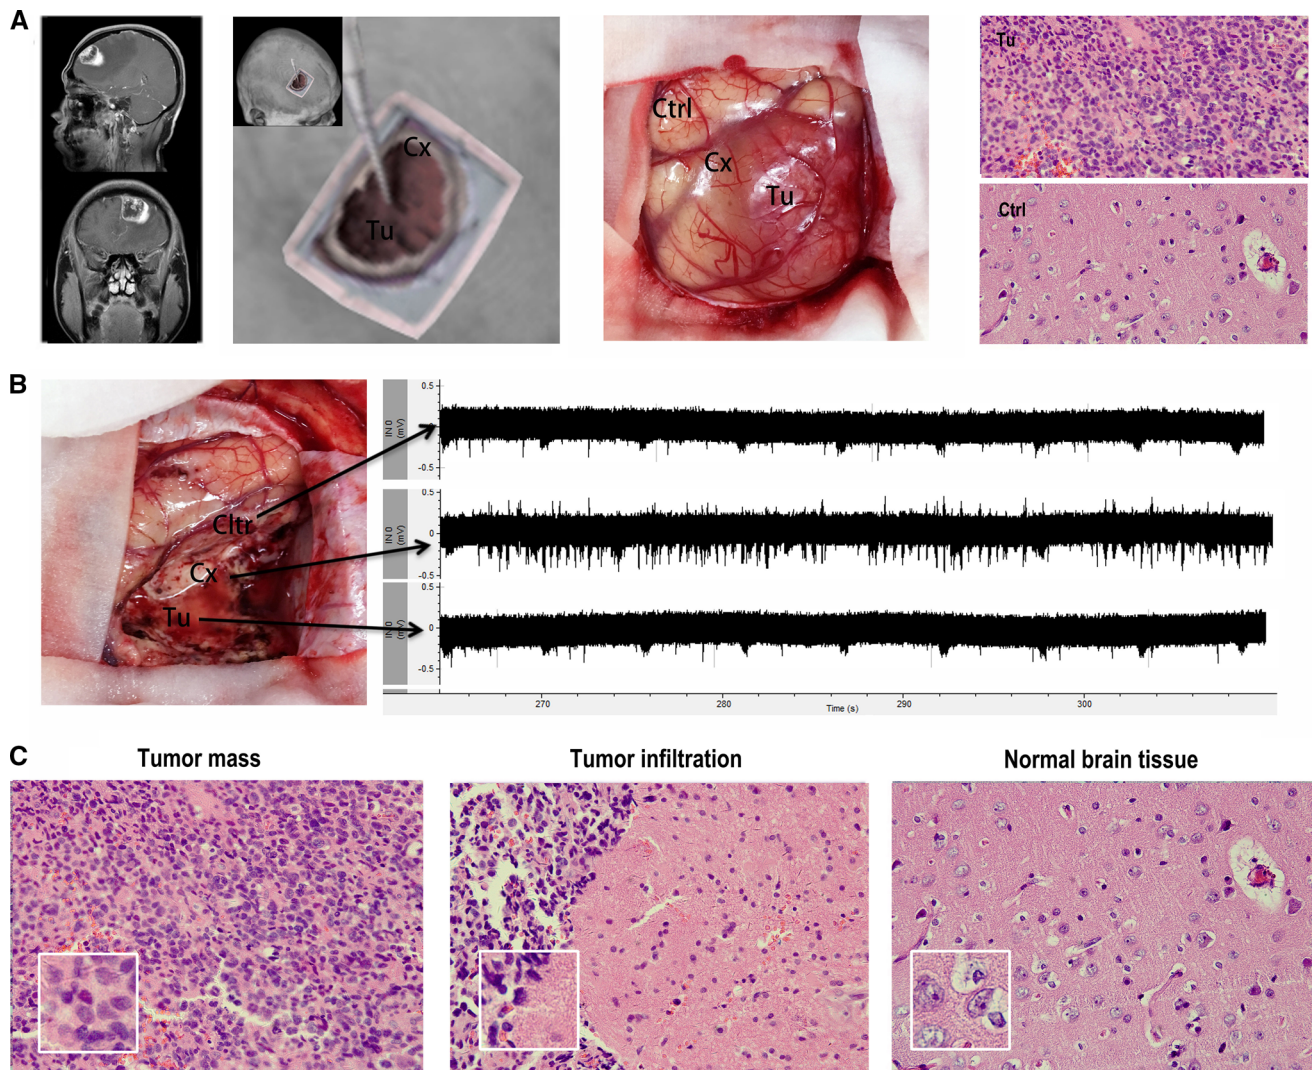 A
Cx
Tu
Ctrl
Cx
Tu
Tu
Ctrl
B
Cltr
Cx
Tu
IN 0
(mV)
0.5
-0.5
IN 0
(mV)
0.5
0
-0.5
IN 0
(mV)
0.5
0
-0.5
270
280
290
300
Time (s)
C
Tumor mass
Tumor infiltration
Normal brain tissue